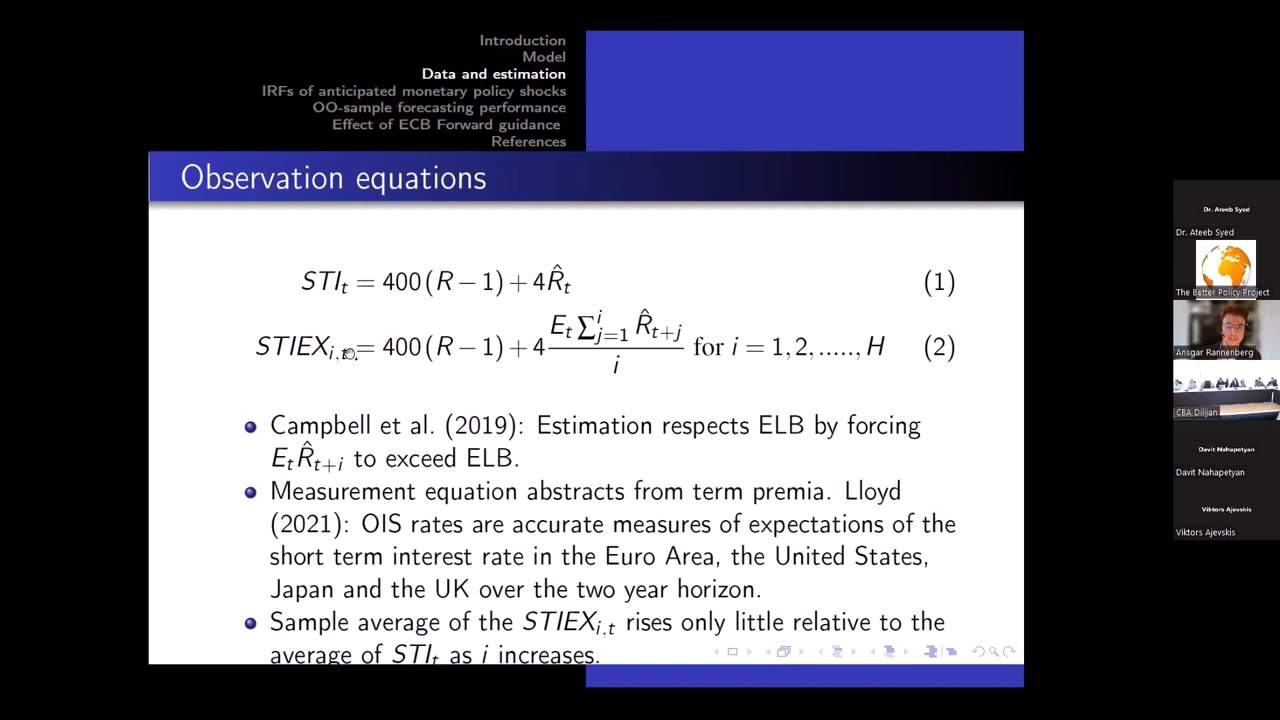 Introduction
Model
Data and estimation
IRFs of anticipated monetary policy shocks
OO-sample forecasting performance
Effect of ECB Forward guidance
References
Observation equations
STI_t = 400 (R − 1) + 4R̂_t (1)
STIEX_{i,t} = 400 (R − 1) + 4 \frac{E_t ∑_{j=1}^{i} R̂_{t+j}}{i} for i = 1, 2, ....., H (2)
Campbell et al. (2019): Estimation respects ELB by forcing
E_t R̂_{t+i} to exceed ELB.
Measurement equation abstracts from term premia. Lloyd
(2021): OIS rates are accurate measures of expectations of the
short term interest rate in the Euro Area, the United States,
Japan and the UK over the two year horizon.
Sample average of the STIEX_{i,t} rises only little relative to the
average of STI_t as i increases.
Dr. Ateeb Syed
Dr. Ateeb Syed
The Better Policy Project
Ansgar Rannenberg
CBA Dilijan
Davit Nahapetyan
Davit Nahapetyan
Viktors Ajevskis
Viktors Ajevskis